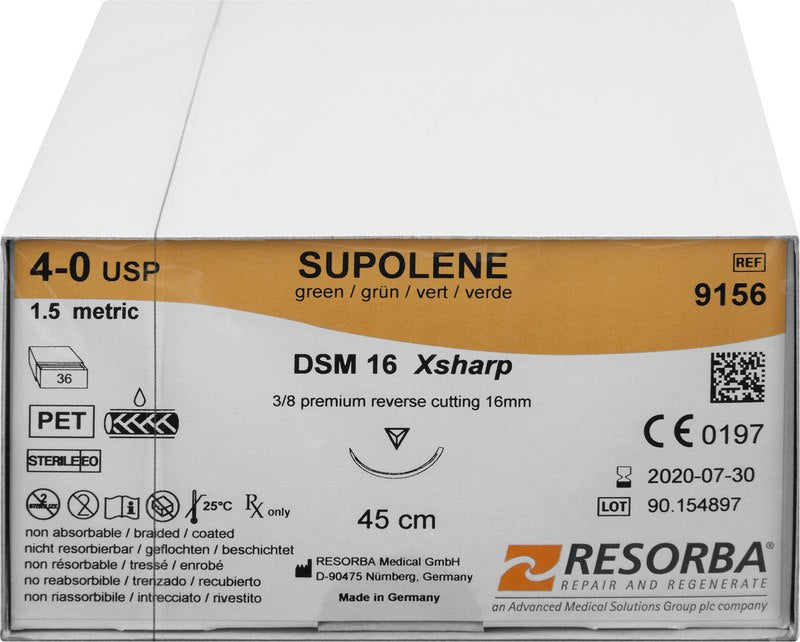 4-0 USP
1.5 metric
SUPOLENE
green / grün / vert / verde
REF
9156
36
DSM 16 Xsharp
3/8 premium reverse cutting 16mm
PET
STERILE EO
CE 0197
2020-07-30
LOT 90.154897
2
STERILIZE
2
i
25°C
Rx only
45 cm
non absorbable / braided / coated
nicht resorbierbar / geflochten / beschichtet
non résorbable / tressé / enrobé
no reabsorbible / trenzado / recubierto
non riassorbibile / intrecciato / rivestito
RESORBA Medical GmbH
D-90475 Nürnberg, Germany
Made in Germany
RESORBA®
REPAIR AND REGENERATE
an Advanced Medical Solutions Group plc company